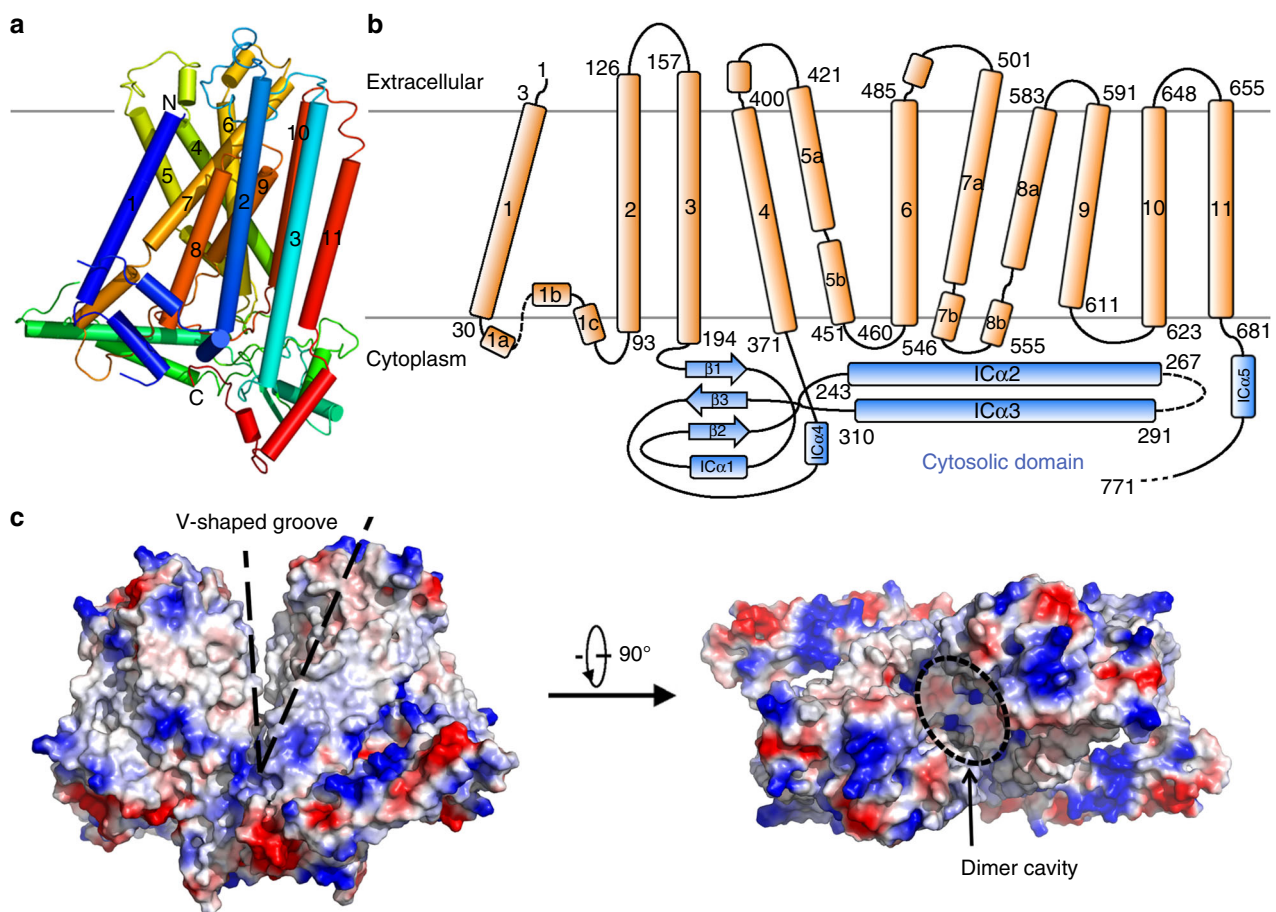 a
N
6
4
10
5
9
2
7
1
8
3
11
C
b
Extracellular
Cytoplasm
1
3
126
157
421
400
485
501
583
591
648
655
5a
7a
8a
1
2
3
4
6
9
10
11
5b
1b
1c
1a
7b
8b
30
93
194
371
451
460
546
555
611
623
681
β1
β3
β2
ICα1
ICα4
243
ICα2
267
ICα3
310
291
ICα5
Cytosolic domain
771
c
V-shaped groove
90°
Dimer cavity